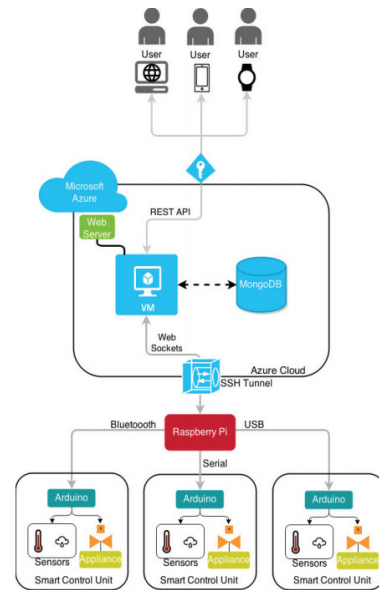 User
User
User
Microsoft
Azure
Web
Server
REST API
VM
MongoDB
Web
Sockets
Azure Cloud
SSH Tunnel
Bluetoooth
Raspberry Pi
USB
Serial
Arduino
Arduino
Arduino
Sensors
Appliance
Sensors
Appliance
Sensors
Appliance
Smart Control Unit
Smart Control Unit
Smart Control Unit